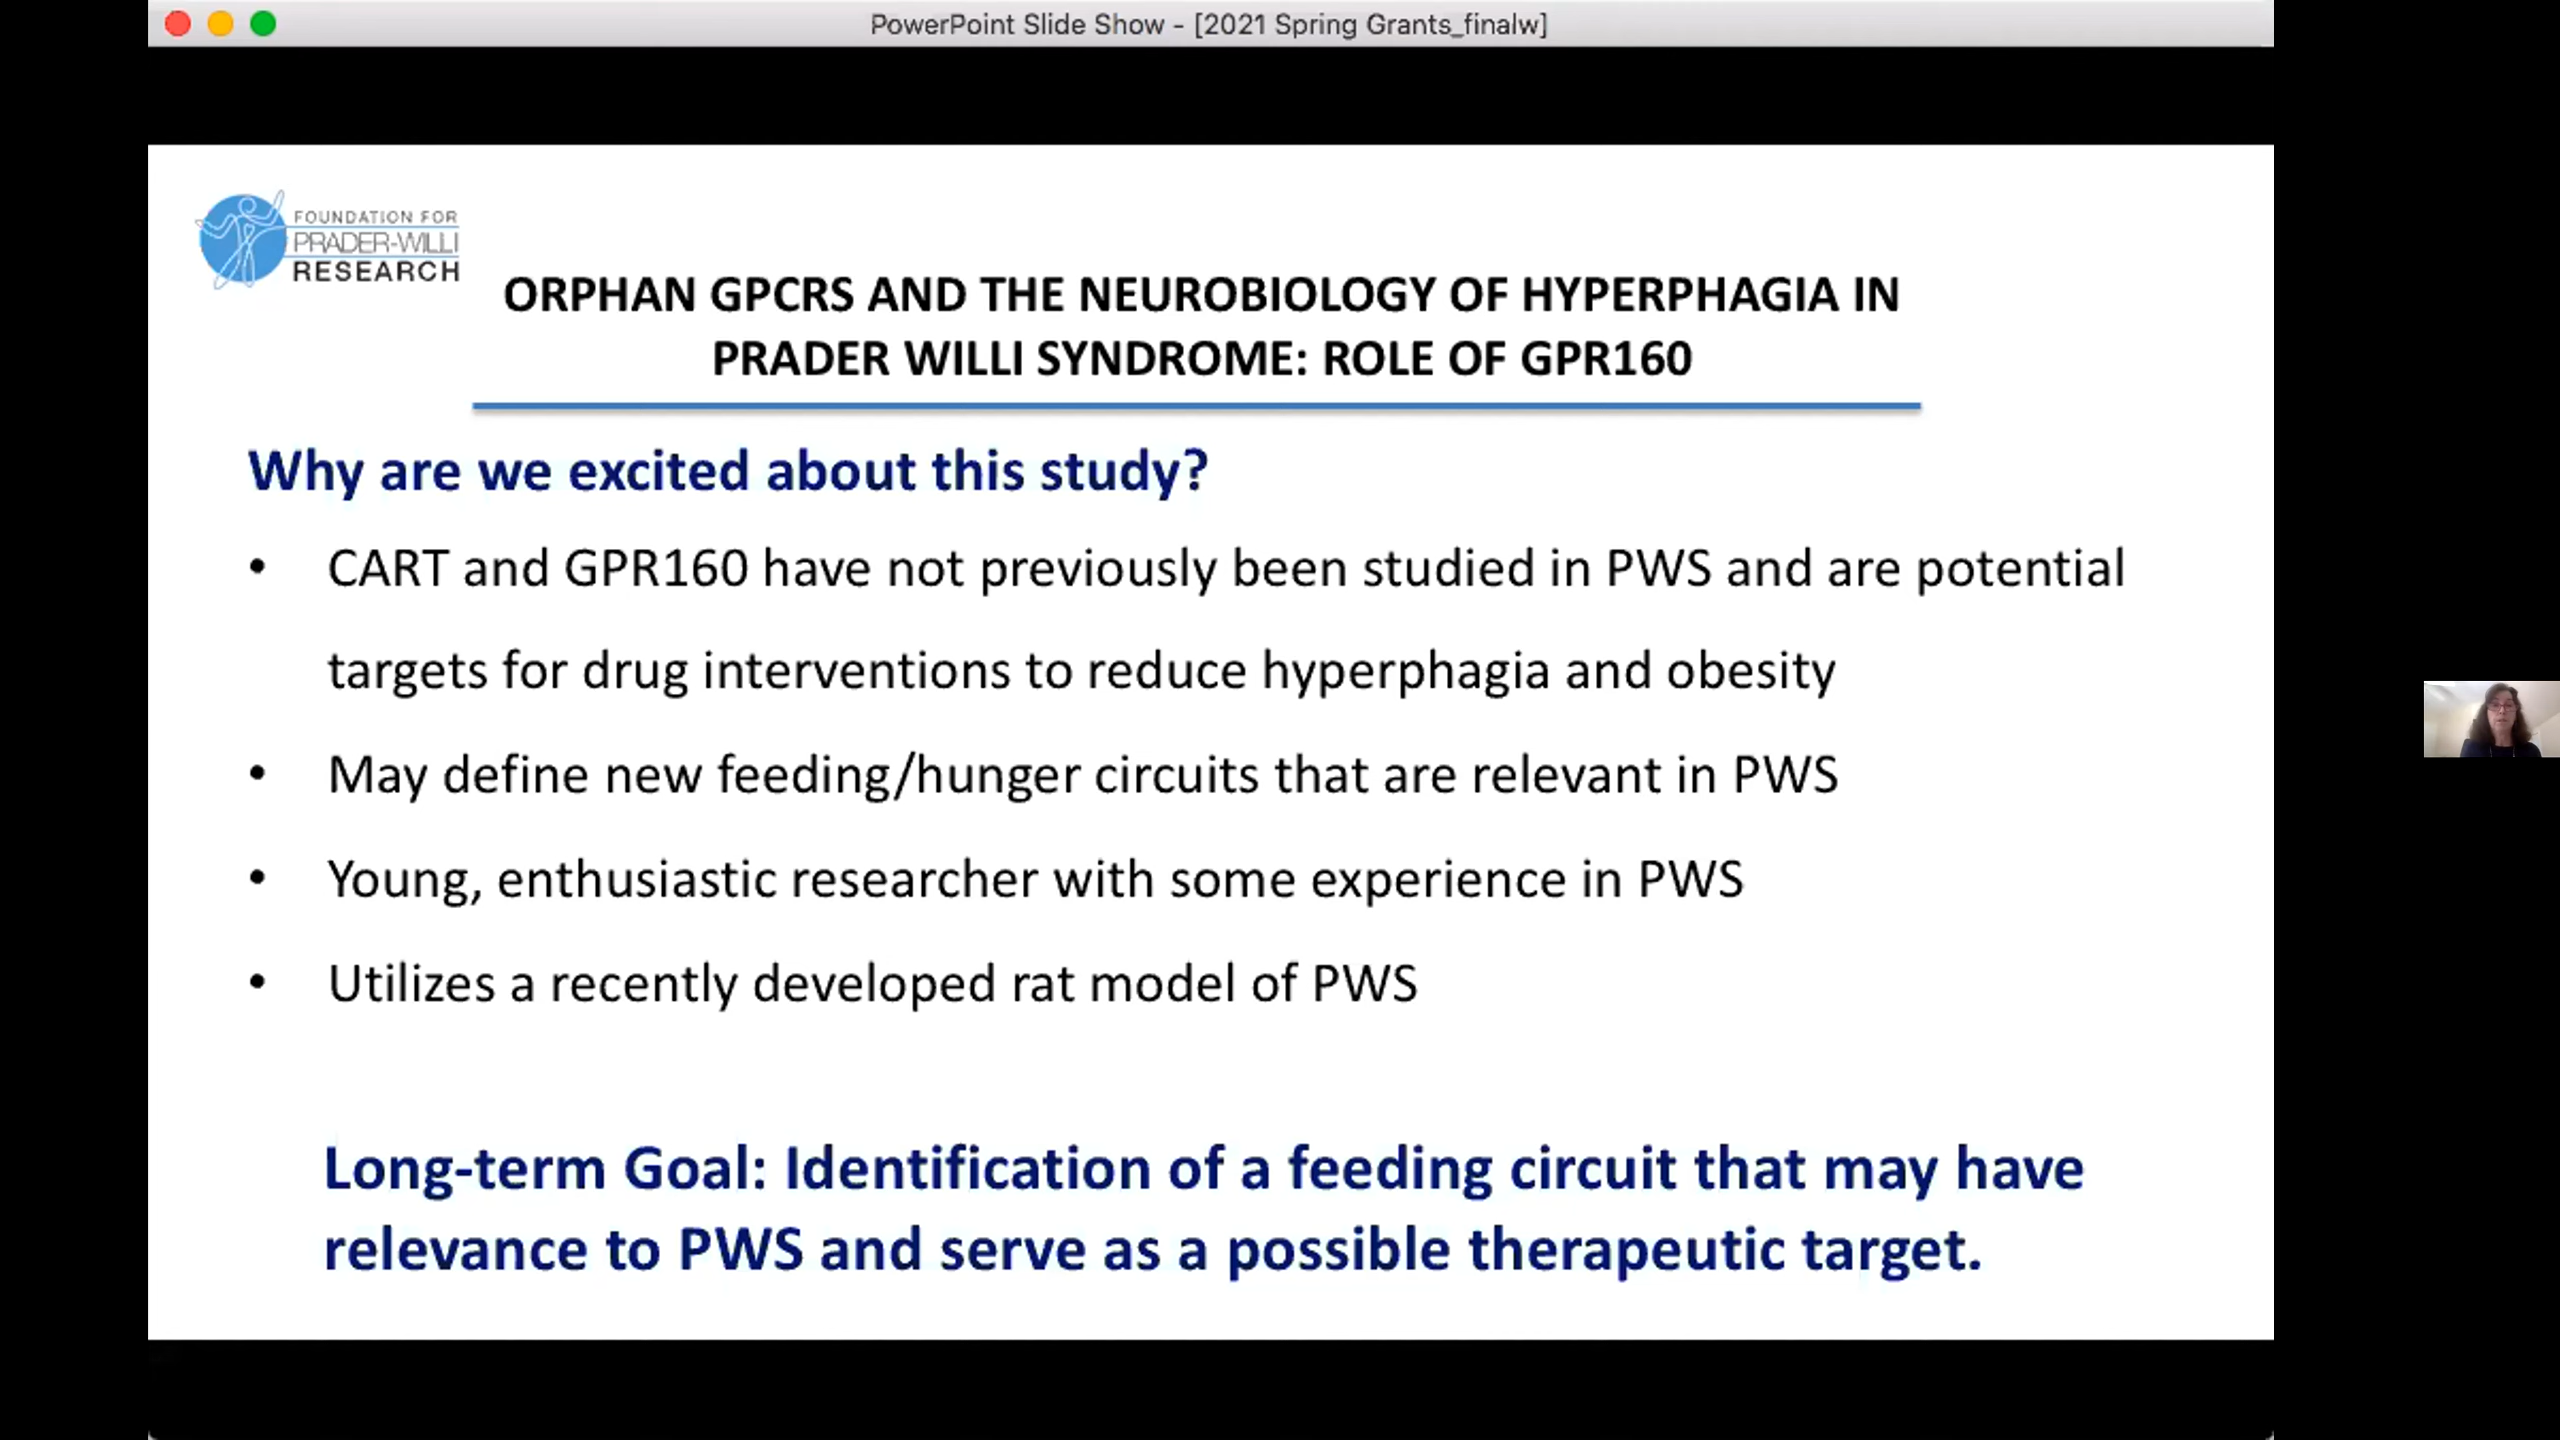 PowerPoint Slide Show - [2021 Spring Grants_finalw]
FOUNDATION FOR
PRADER-WILLI
RESEARCH
ORPHAN GPCRS AND THE NEUROBIOLOGY OF HYPERPHAGIA IN
PRADER WILLI SYNDROME: ROLE OF GPR160
Why are we excited about this study?
• CART and GPR160 have not previously been studied in PWS and are potential
targets for drug interventions to reduce hyperphagia and obesity
• May define new feeding/hunger circuits that are relevant in PWS
• Young, enthusiastic researcher with some experience in PWS
• Utilizes a recently developed rat model of PWS
Long-term Goal: Identification of a feeding circuit that may have
relevance to PWS and serve as a possible therapeutic target.